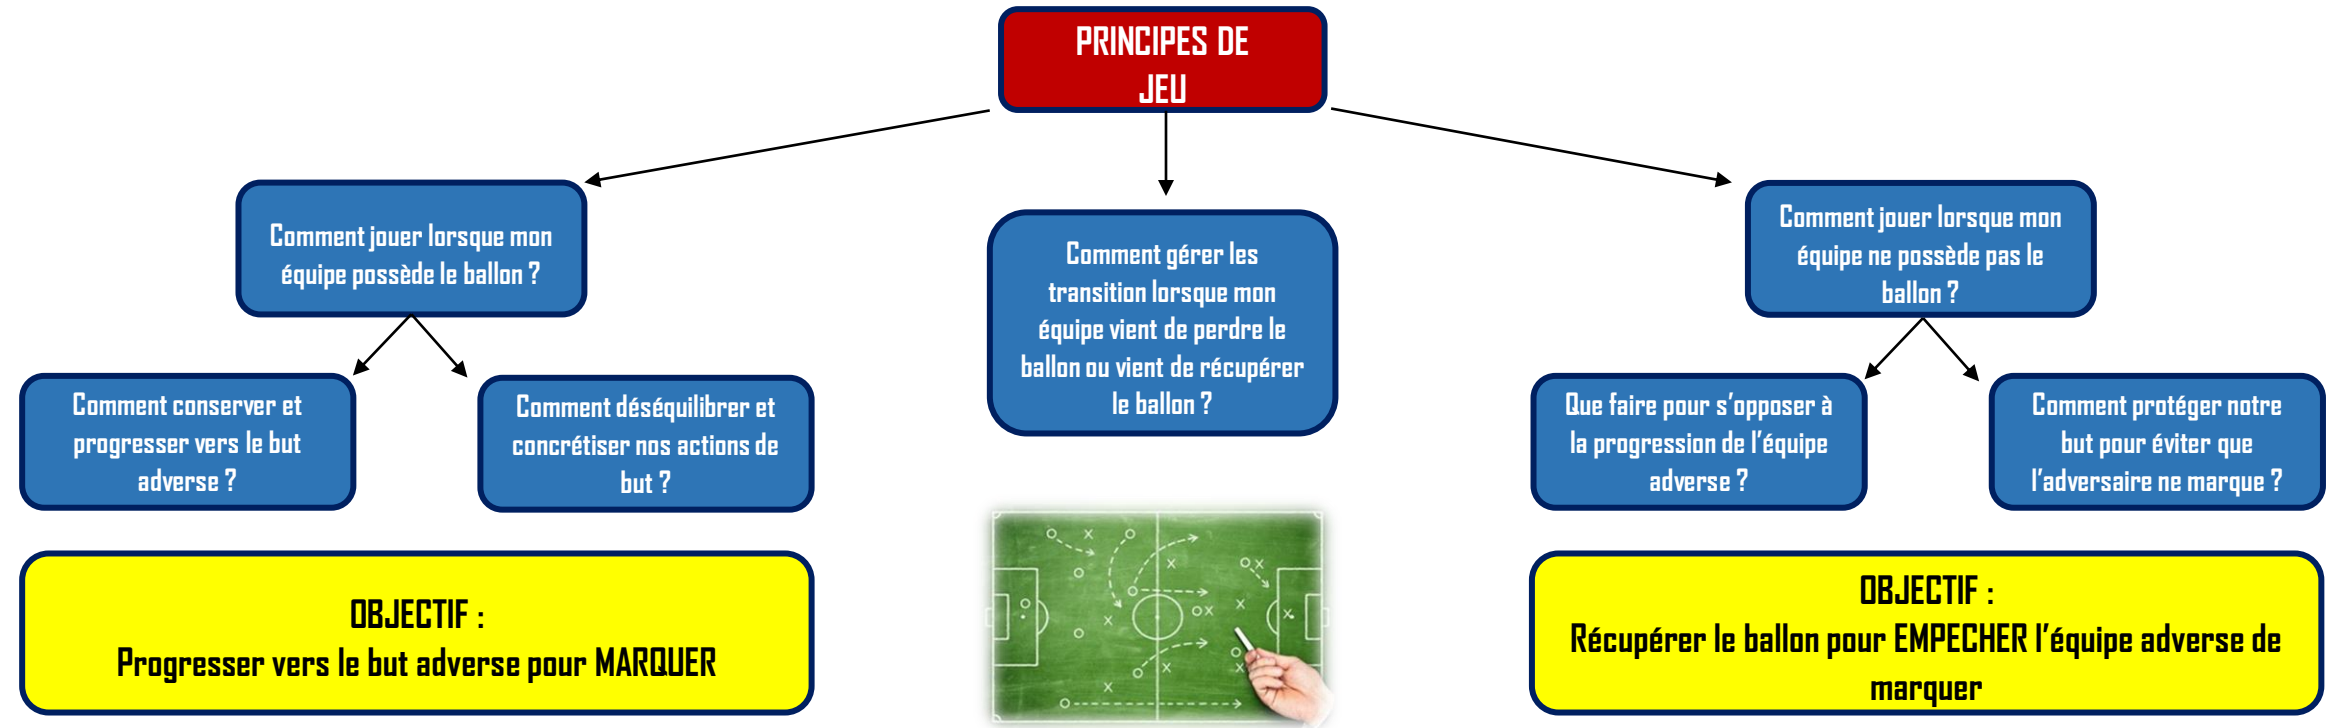 PRINCIPES DE
JEU
Comment jouer lorsque mon
équipe possède le ballon ?
Comment conserver et
progresser vers le but
adverse ?
Comment déséquilibrer et
concrétiser nos actions de
but ?
OBJECTIF :
Progresser vers le but adverse pour MARQUER
Comment gérer les
transition lorsque mon
équipe vient de perdre le
ballon ou vient de récupérer
le ballon ?
Comment jouer lorsque mon
équipe ne possède pas le
ballon ?
Que faire pour s’opposer à
la progression de l’équipe
adverse ?
Comment protéger notre
but pour éviter que
l’adversaire ne marque ?
OBJECTIF :
Récupérer le ballon pour EMPECHER l’équipe adverse de
marquer